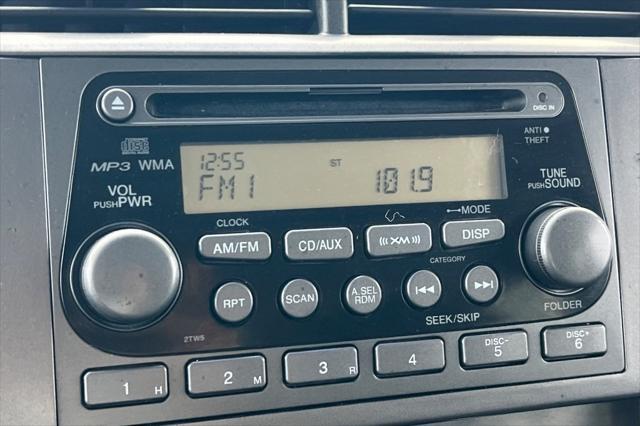 DISC IN
ANTI
THEFT
disc
MP3 WMA
12:55
ST
FM1
101.9
VOL
PUSH PWR
TUNE
PUSH SOUND
CLOCK
MODE
AM/FM
CD/AUX
XM
DISP
CATEGORY
RPT
SCAN
A.SEL
RDM
SEEK/SKIP
FOLDER
2TW5
1 H
2 M
3 R
4
DISC-
5
DISC+
6